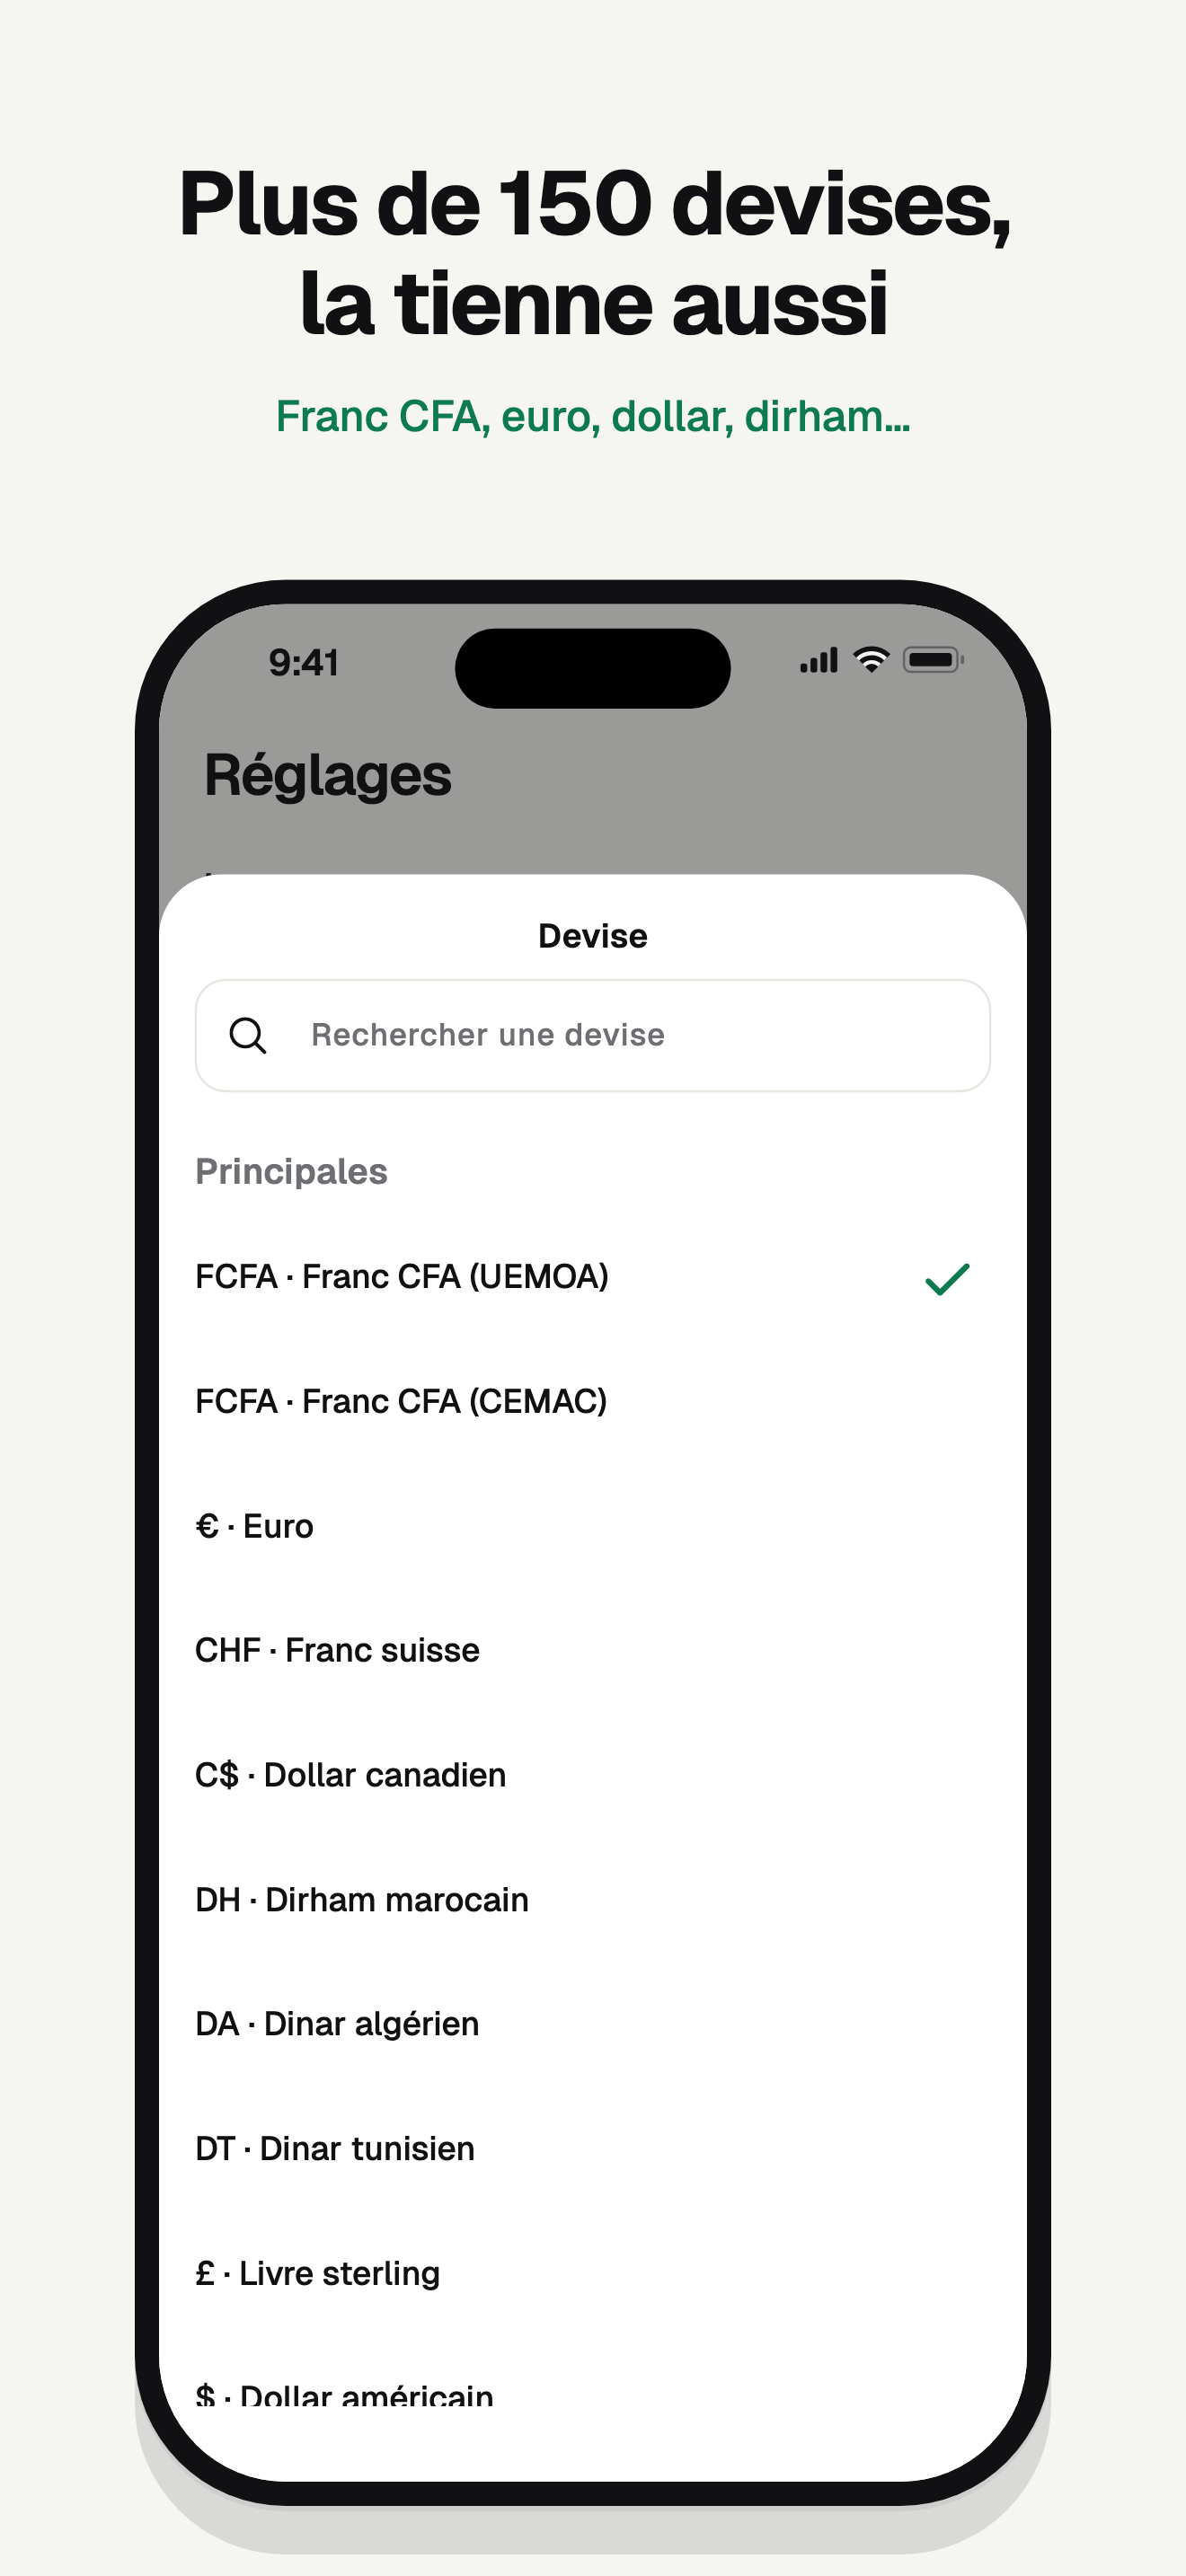 Plus de 150 devises,
la tienne aussi
Franc CFA, euro, dollar, dirham...
9:41
Réglages
Devise
Rechercher une devise
Principales
FCFA · Franc CFA (UEMOA)
FCFA · Franc CFA (CEMAC)
€ · Euro
CHF · Franc suisse
C$ · Dollar canadien
DH · Dirham marocain
DA · Dinar algérien
DT · Dinar tunisien
£ · Livre sterling
$ · Dollar américain